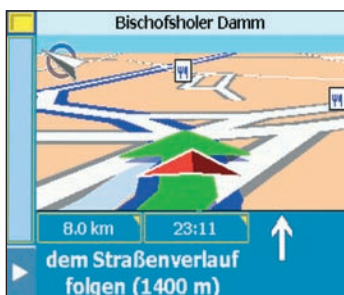 Bischofsholer Damm
8.0 km 23:11
dem Straßenverlauf
folgen (1400 m)